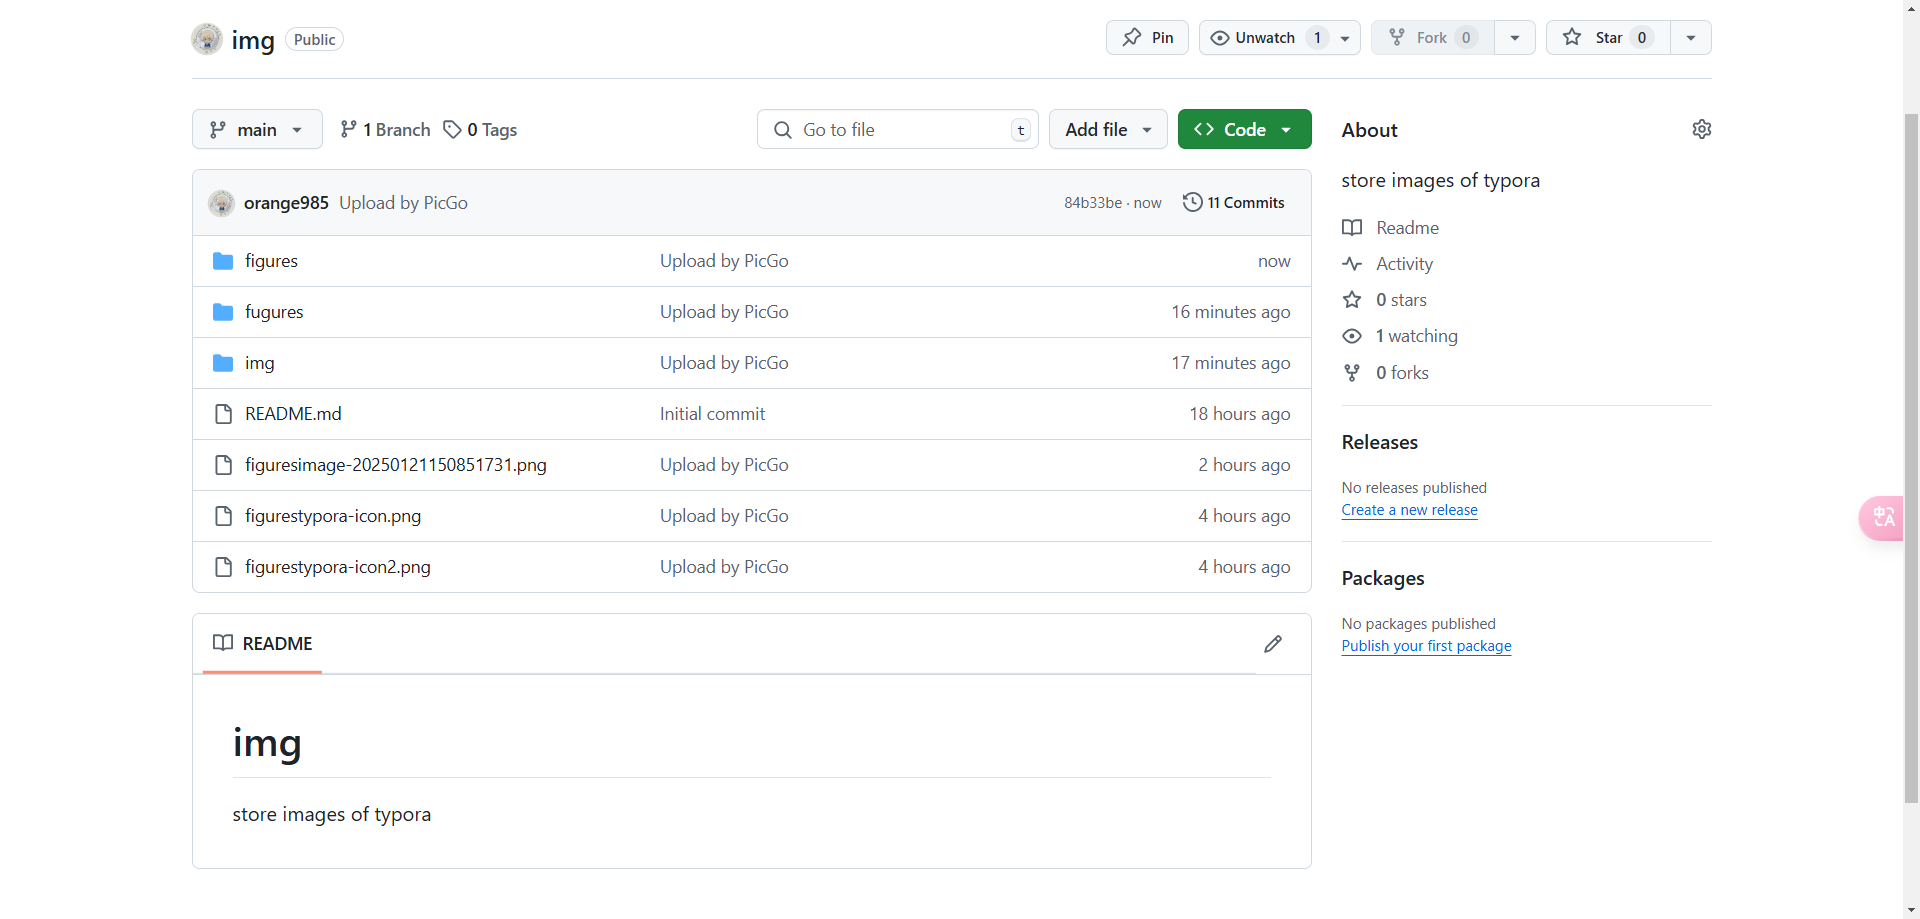 img Public Pin Unwatch 1 Fork 0 Star 0
main 1 Branch 0 Tags Go to file t Add file Code
orange985 Upload by PicGo 84b33be · now 11 Commits
figures Upload by PicGo now
fugures Upload by PicGo 16 minutes ago
img Upload by PicGo 17 minutes ago
README.md Initial commit 18 hours ago
figuresimage-20250121150851731.png Upload by PicGo 2 hours ago
figurestypora-icon.png Upload by PicGo 4 hours ago
figurestypora-icon2.png Upload by PicGo 4 hours ago
README
img
store images of typora
About
store images of typora
Readme
Activity
0 stars
1 watching
0 forks
Releases
No releases published
Create a new release
Packages
No packages published
Publish your first package
中A